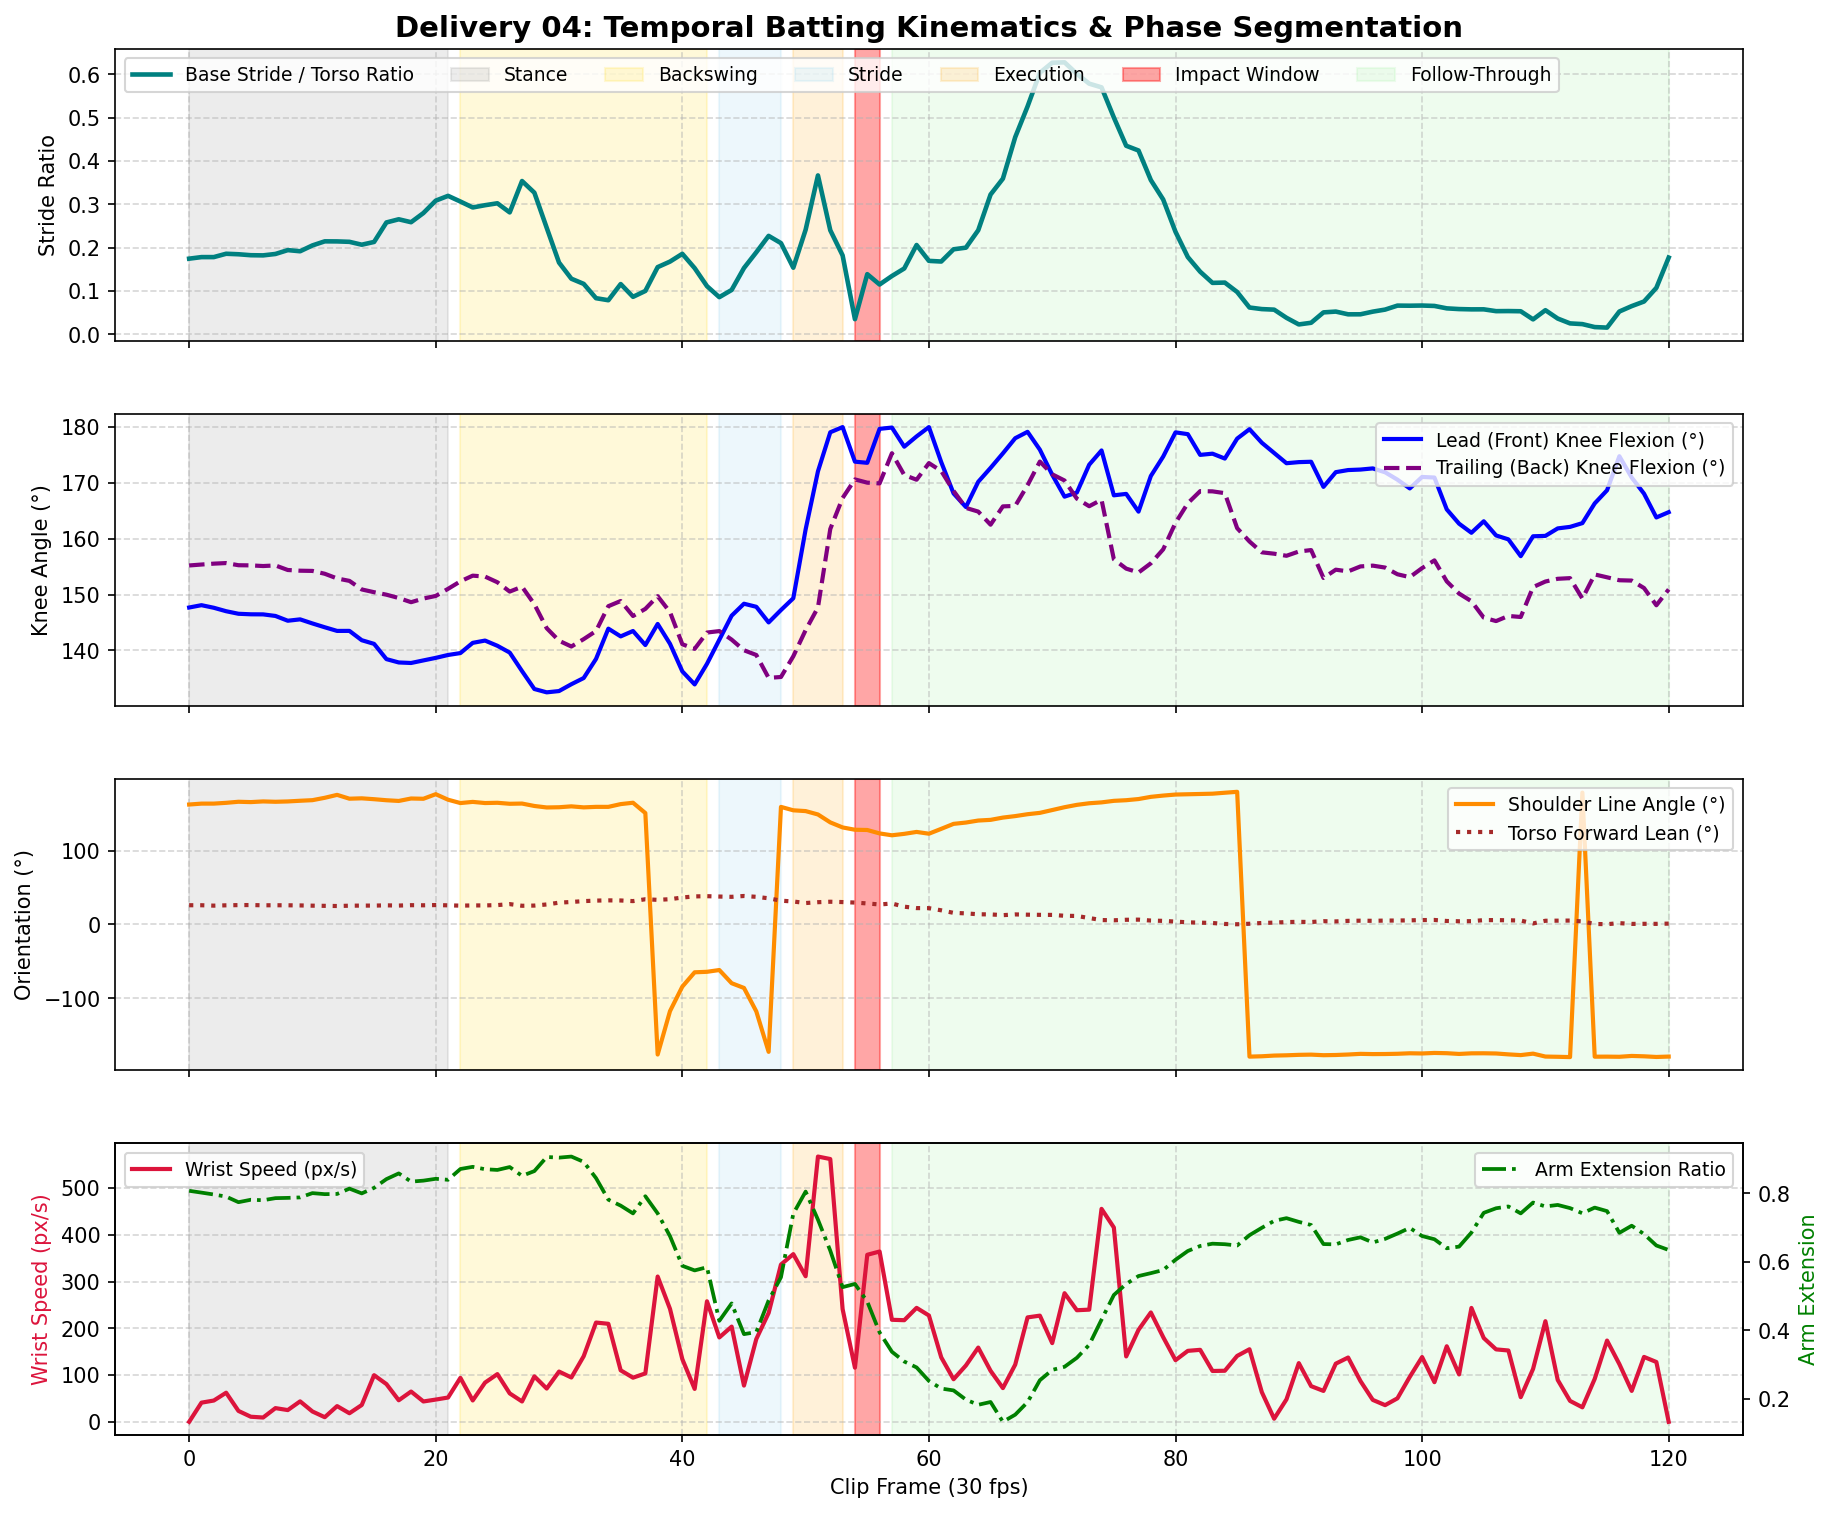 Delivery 04: Temporal Batting Kinematics & Phase Segmentation
Base Stride / Torso Ratio Stance Backswing Stride Execution Impact Window Follow-Through
Stride Ratio
0.6
0.5
0.4
0.3
0.2
0.1
0.0
Knee Angle (°)
180
170
160
150
140
Lead (Front) Knee Flexion (°)
Trailing (Back) Knee Flexion (°)
Orientation (°)
100
0
−100
Shoulder Line Angle (°)
Torso Forward Lean (°)
Wrist Speed (px/s)
500
400
300
200
100
0
Wrist Speed (px/s)
Arm Extension Ratio
0.8
0.6
0.4
0.2
Arm Extension
0 20 40 60 80 100 120
Clip Frame (30 fps)